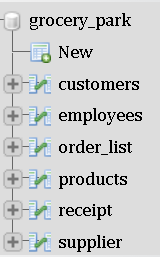 grocery_park
New
customers
employees
order_list
products
receipt
supplier